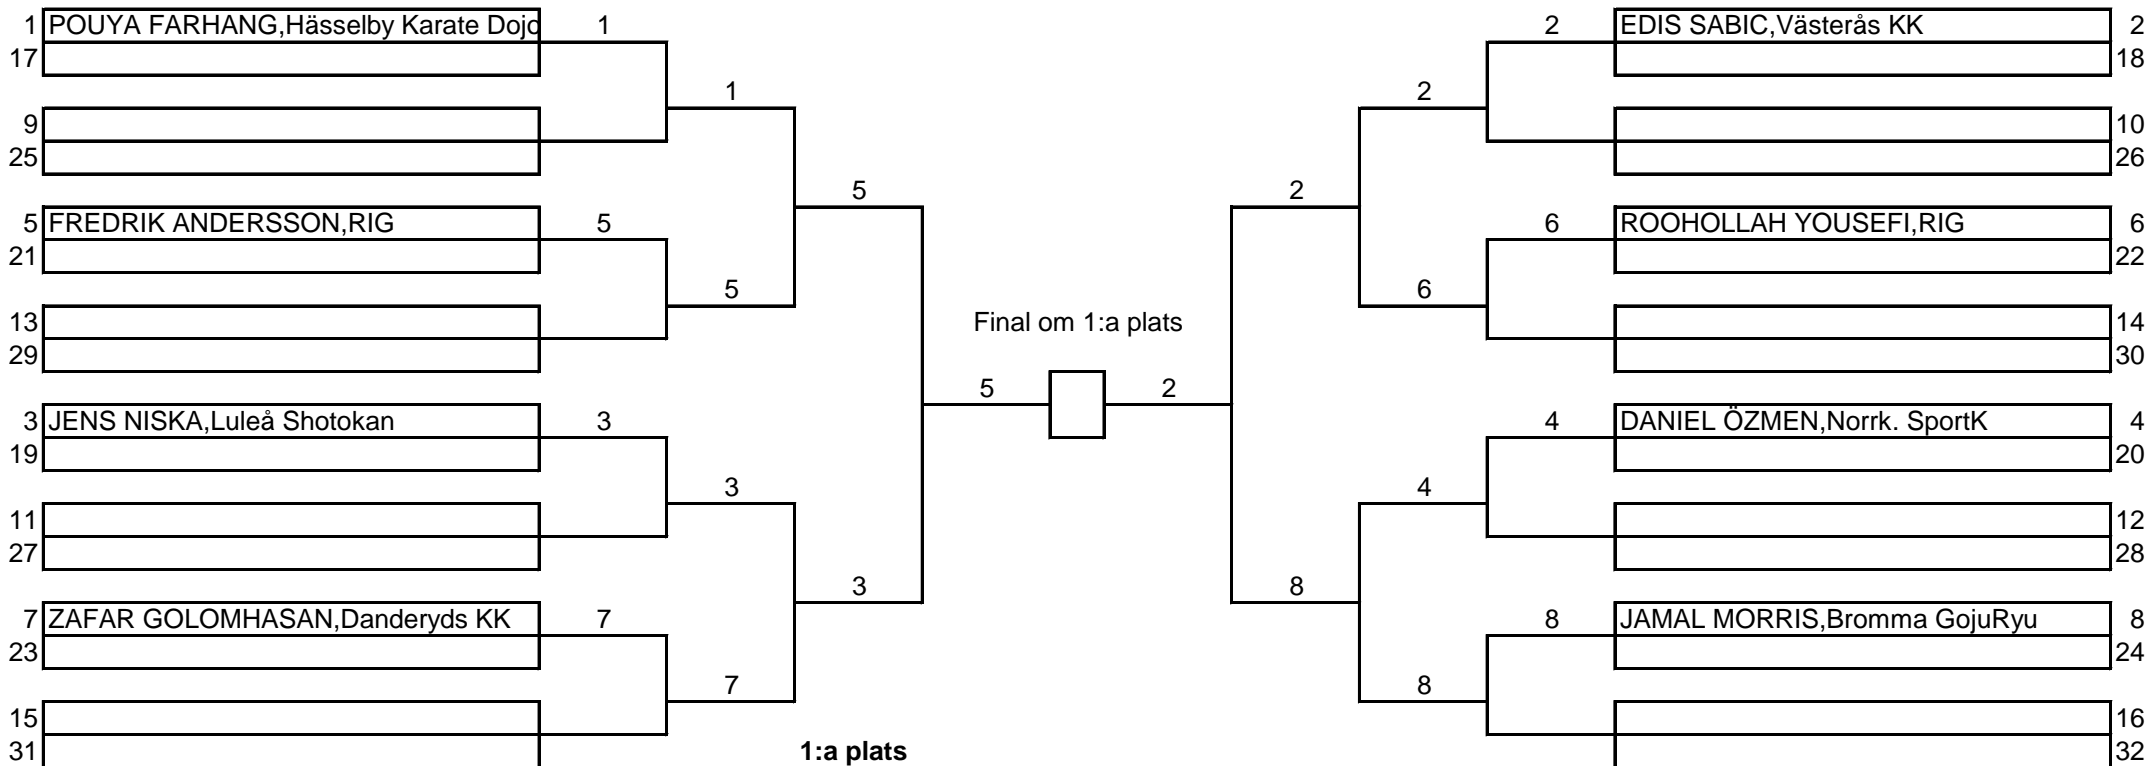 1 POUYA FARHANG,Hässelby Karate Dojo 1 2 EDIS SABIC,Västerås KK 2
17 18
1 2
9 10
25 26
5 2
5 FREDRIK ANDERSSON,RIG 5 6 ROOHOLLAH YOUSEFI,RIG 6
21 22
5 6
13 Final om 1:a plats 14
29 30
5 2
3 JENS NISKA,Luleå Shotokan 3 4 DANIEL ÖZMEN,Norrk. SportK 4
19 20
3 4
11 12
27 28
3 8
7 ZAFAR GOLOMHASAN,Danderyds KK 7 8 JAMAL MORRIS,Bromma GojuRyu 8
23 24
7 8
15 16
31 1:a plats 32